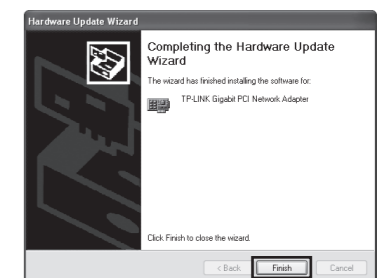 Hardware Update Wizard
Completing the Hardware Update
Wizard
The wizard has finished installing the software for:
TP-LINK Gigabit PCI Network Adapter
Click Finish to close the wizard.
< Back Finish Cancel